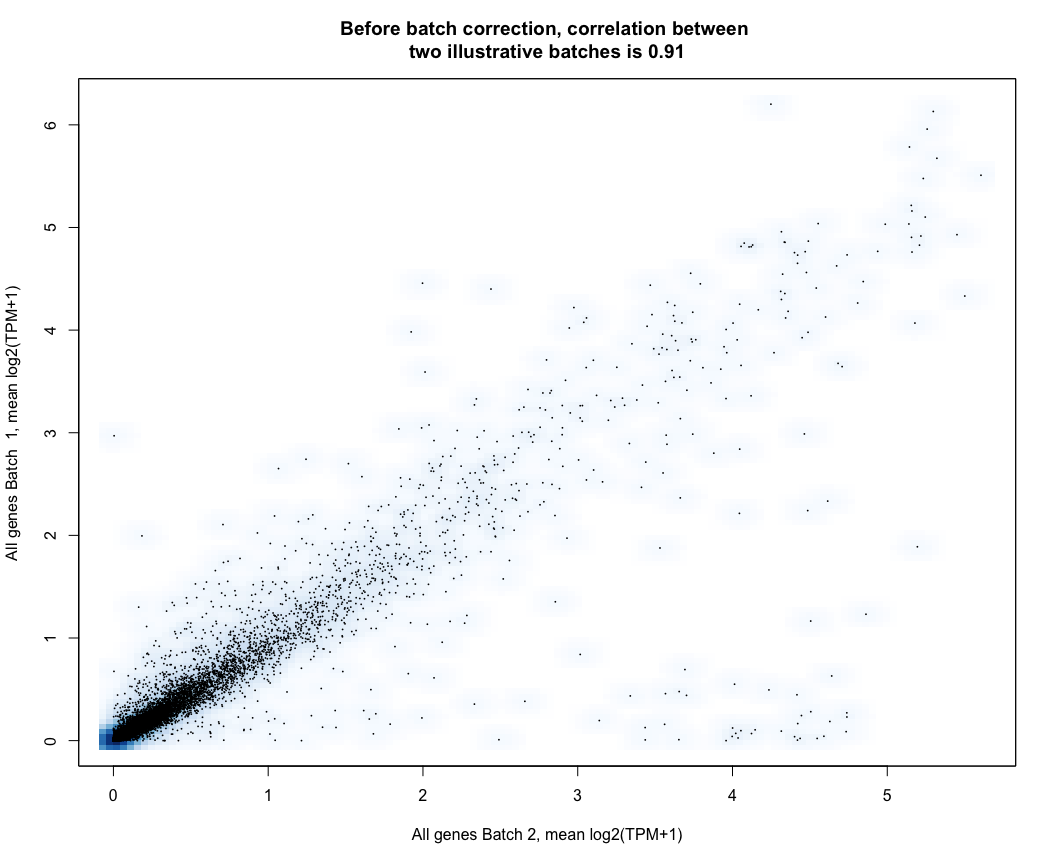 Before batch correction, correlation between
two illustrative batches is 0.91
All genes Batch  1, mean log2(TPM+1)
6
5
4
3
2
1
0
0 1 2 3 4 5
All genes Batch 2, mean log2(TPM+1)